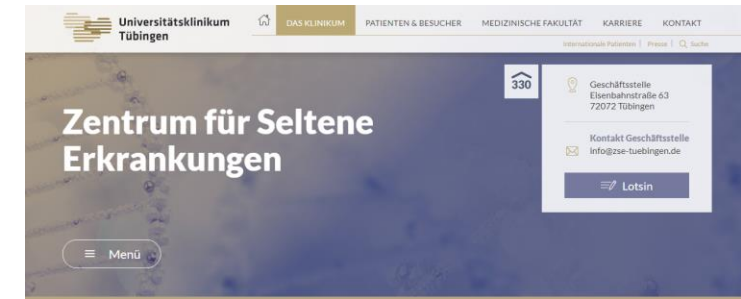 Universitätsklinikum
Tübingen
DAS KLINIKUM
PATIENTEN & BESUCHER
MEDIZINISCHE FAKULTÄT
KARRIERE
KONTAKT
Internationale Patienten | Presse | Suche
330
Geschäftsstelle
Eisenbahnstraße 63
72072 Tübingen
Zentrum für Seltene
Erkrankungen
Kontakt Geschäftsstelle
info@zse-tuebingen.de
Lotsin
Menü